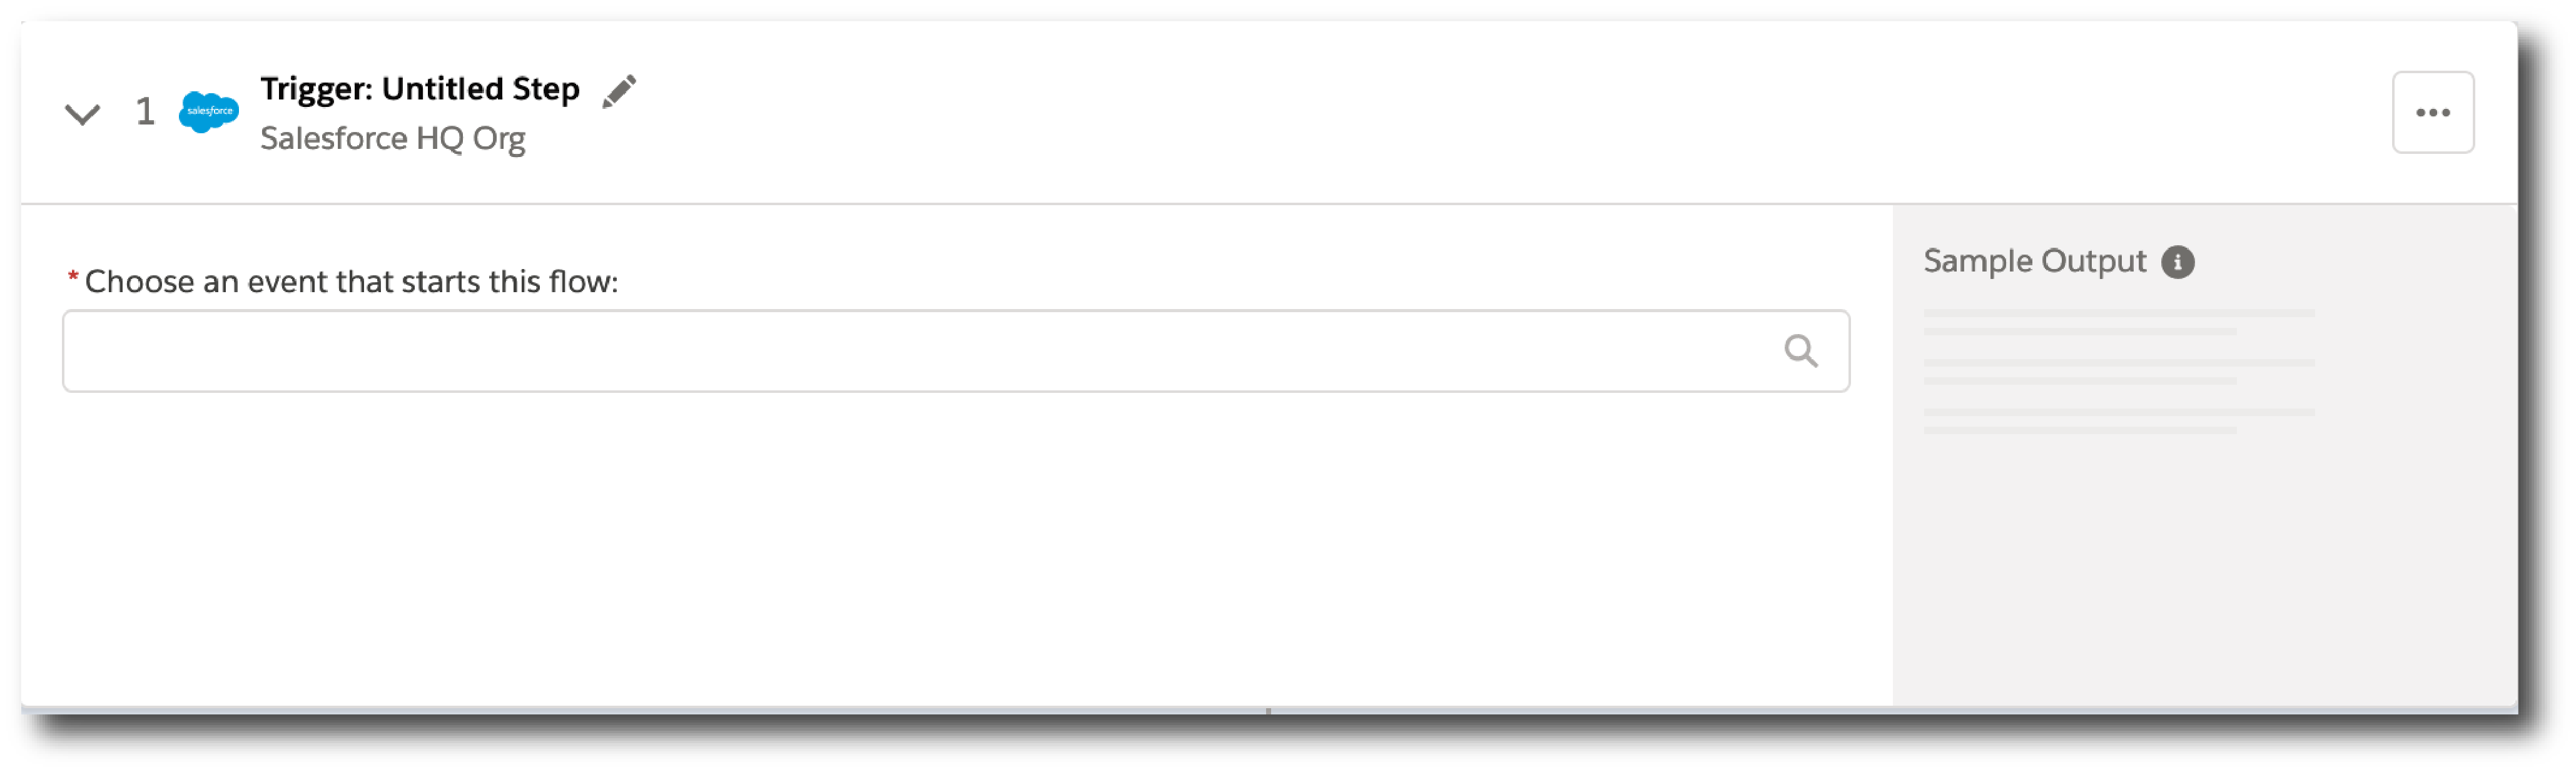 1
salesforce
Trigger: Untitled Step
Salesforce HQ Org
* Choose an event that starts this flow:
Sample Output